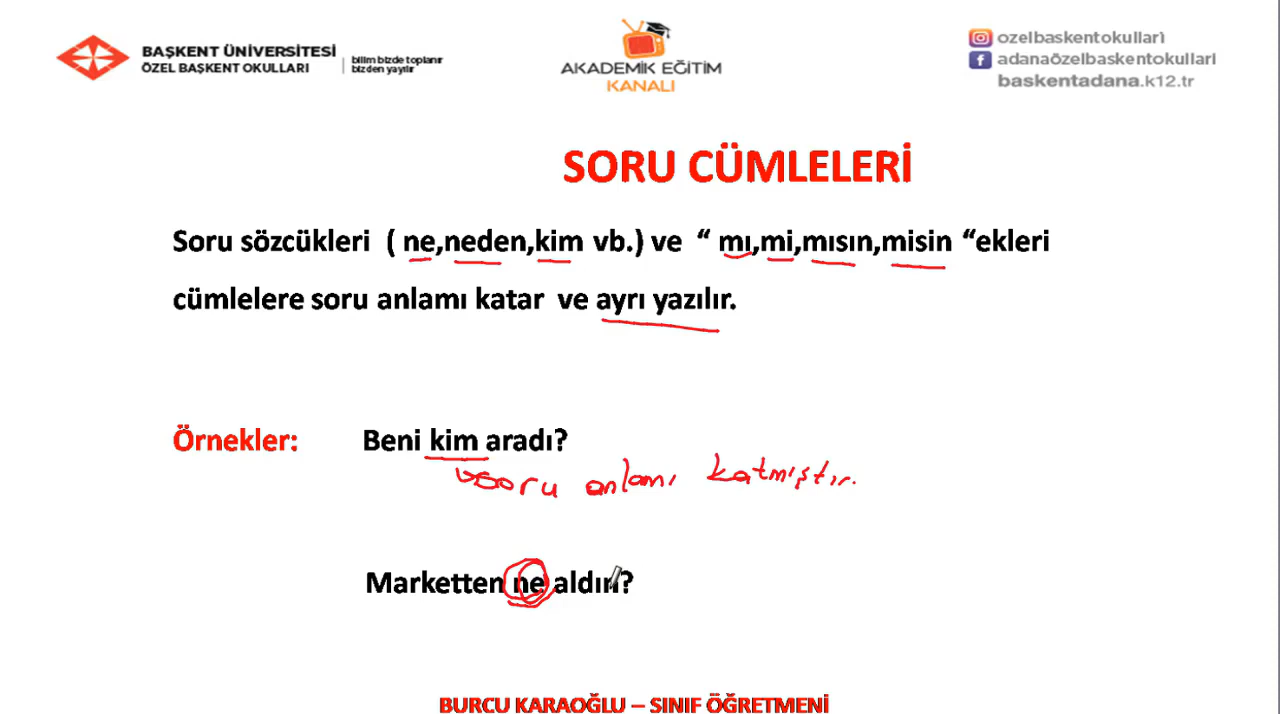 BAŞKENT ÜNİVERSİTESİ
ÖZEL BAŞKENT OKULLARI
bilim bizde toplanır
bizden yayılır
AKADEMİK EĞİTİM
KANALI
ozelbaskentokulları
adanaözelbaskentokullari
baskentadana.k12.tr
SORU CÜMLELERİ
Soru sözcükleri ( ne,neden,kim vb.) ve “ mı,mi,mısın,misin “ekleri
cümlelere soru anlamı katar ve ayrı yazılır.
Örnekler: Beni kim aradı?
soru anlamı katmıştır.
Marketten ne aldın?
BURCU KARAOĞLU – SINIF ÖĞRETMENİ